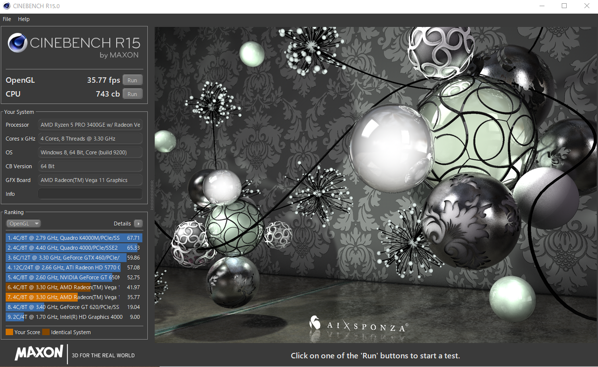 CINEBENCH R15.0
File Help
CINEBENCH R15
by MAXON
OpenGL 35.77 fps Run
CPU 743 cb Run
Your System
Processor AMD Ryzen 5 PRO 3400GE w/ Radeon Ve
Cores x GHz 4 Cores, 8 Threads @ 3.30 GHz
OS Windows 8, 64 Bit, Core (build 9200)
CB Version 64 Bit
GFX Board AMD Radeon(TM) Vega 11 Graphics
Info
Ranking
OpenGL Details
1. 4C/8T @ 2.79 GHz, Quadro K4000M/PCIe/SS 67.71
2. 4C/8T @ 4.40 GHz, Quadro 4000/PCIe/SSE2 65.53
3. 6C/12T @ 3.30 GHz, GeForce GTX 460/PCIe/ 59.86
4. 12C/24T @ 2.66 GHz, ATI Radeon HD 5770 57.08
5. 4C/8T @ 2.60 GHz, NVIDIA GeForce GT 52.75
6. 4C/8T @ 3.30 GHz, AMD Radeon(TM) Vega 41.97
7. 4C/8T @ 3.30 GHz, AMD Radeon(TM) Vega 35.77
8. 4C/8T @ 3.40 GHz, GeForce GT 620/PCIe/SS 19.04
9. 2C/4T @ 1.70 GHz, Intel(R) HD Graphics 4000 9.00
Your Score Identical System
AIXSPONZA
MAXON 3D FOR THE REAL WORLD
Click on one of the 'Run' buttons to start a test.